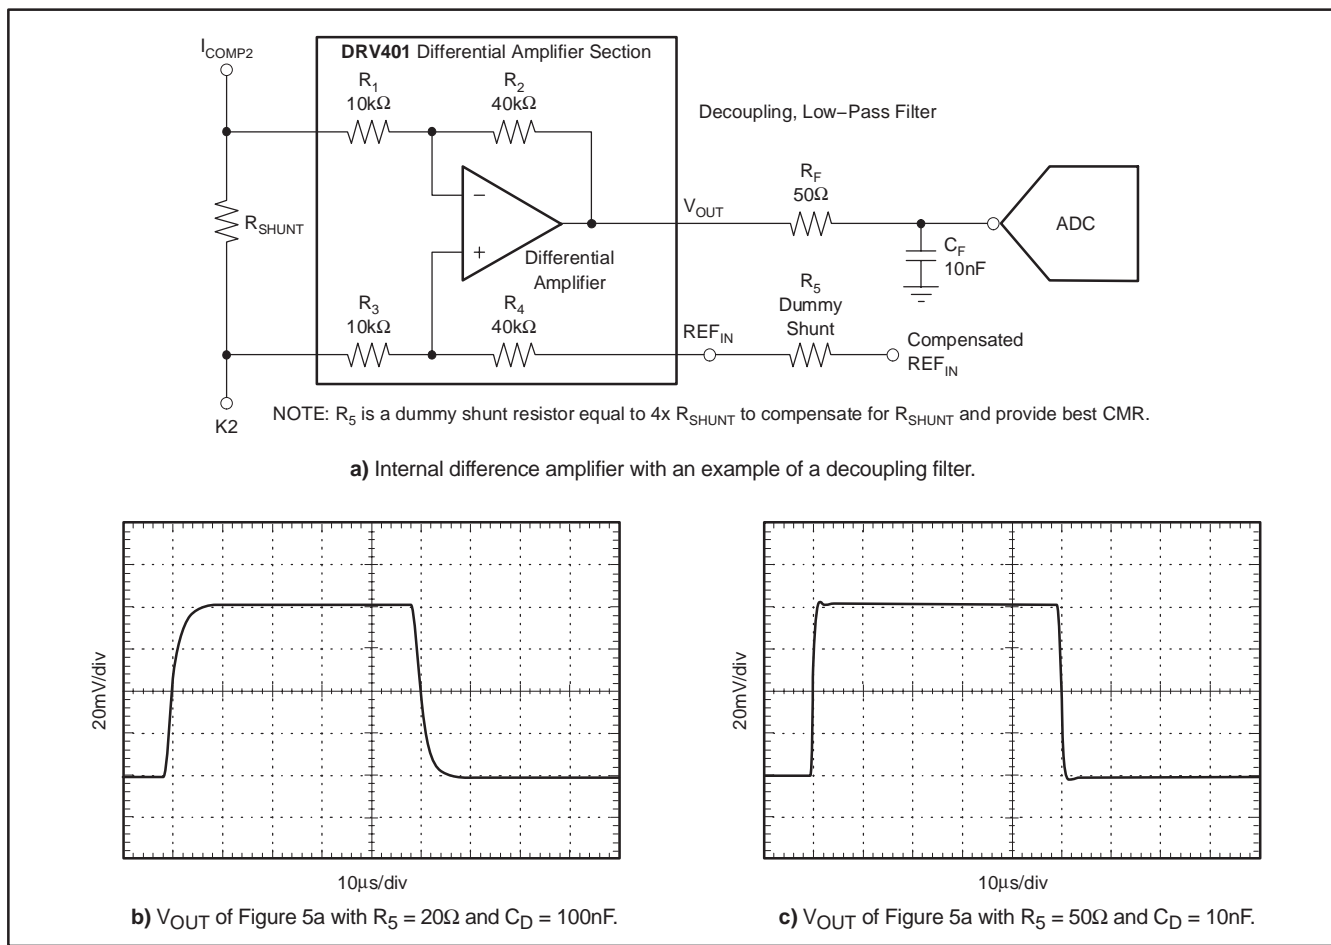 I_COMP2
DRV401 Differential Amplifier Section
R_1
10kΩ
R_2
40kΩ
Decoupling, Low−Pass Filter
R_SHUNT
−
+
Differential
Amplifier
V_OUT
R_F
50Ω
ADC
C_F
10nF
R_3
10kΩ
R_4
40kΩ
REF_IN
R_5
Dummy
Shunt
Compensated
REF_IN
K2
NOTE: R_5 is a dummy shunt resistor equal to 4x R_SHUNT to compensate for R_SHUNT and provide best CMR.
a) Internal difference amplifier with an example of a decoupling filter.
20mV/div
10μs/div
b) V_OUT of Figure 5a with R_5 = 20Ω and C_D = 100nF.
20mV/div
10μs/div
c) V_OUT of Figure 5a with R_5 = 50Ω and C_D = 10nF.